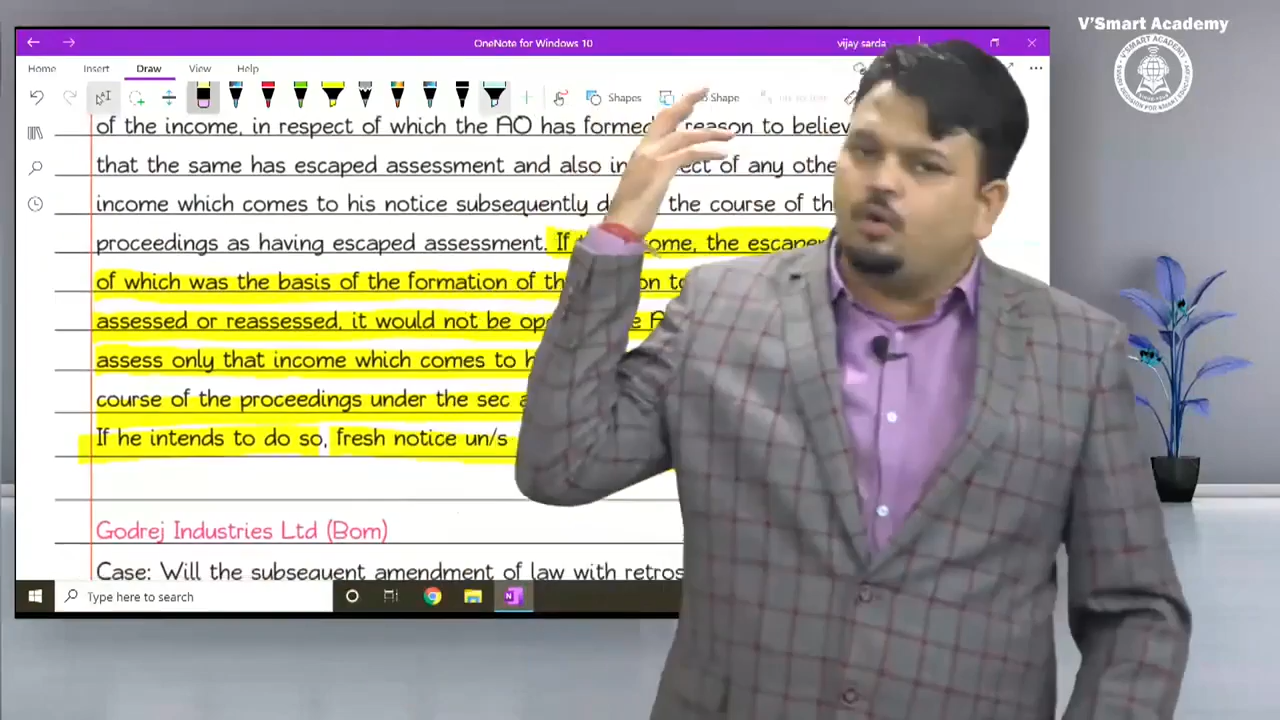 V'Smart Academy
OneNote for Windows 10
vijay sarda
Home Insert Draw View Help
Shapes Shape
of the income, in respect of which the AO has formed reason to believ
that the same has escaped assessment and also in ect of any othe
income which comes to his notice subsequently d the course of th
proceedings as having escaped assessment. If ome, the escape
of which was the basis of the formation of th on to
assessed or reassessed, it would not be op e A
assess only that income which comes to h
course of the proceedings under the sec a
If he intends to do so, fresh notice un/s
Godrej Industries Ltd (Bom)
Case: Will the subsequent amendment of law with retros
Type here to search